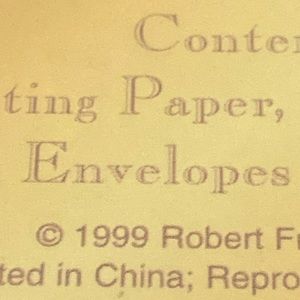 Conten
ting Paper,
Envelopes
© 1999 Robert F
ted in China; Repro